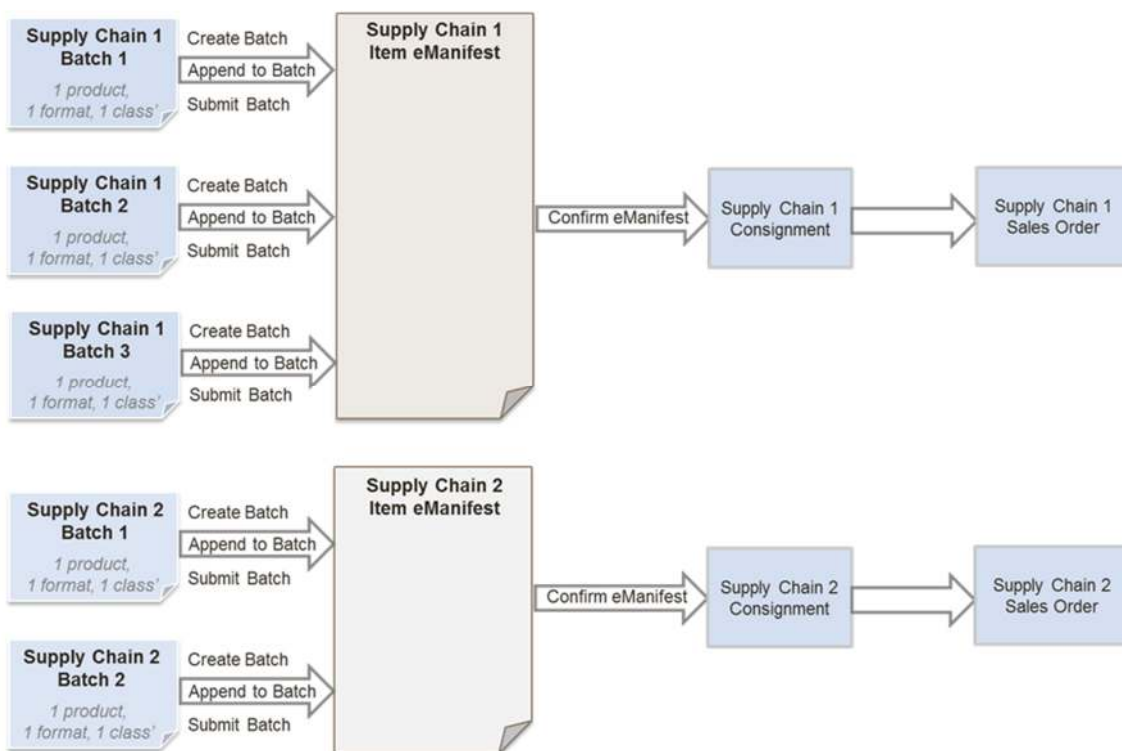 Supply Chain 1
Batch 1
1 product,
1 format, 1 class'
Create Batch
Append to Batch
Submit Batch
Supply Chain 1
Item eManifest
Supply Chain 1
Batch 2
1 product,
1 format, 1 class'
Create Batch
Append to Batch
Submit Batch
Confirm eManifest
Supply Chain 1
Consignment
Supply Chain 1
Sales Order
Supply Chain 1
Batch 3
1 product,
1 format, 1 class'
Create Batch
Append to Batch
Submit Batch
Supply Chain 2
Batch 1
1 product,
1 format, 1 class'
Create Batch
Append to Batch
Submit Batch
Supply Chain 2
Item eManifest
Confirm eManifest
Supply Chain 2
Consignment
Supply Chain 2
Sales Order
Supply Chain 2
Batch 2
1 product,
1 format, 1 class'
Create Batch
Append to Batch
Submit Batch